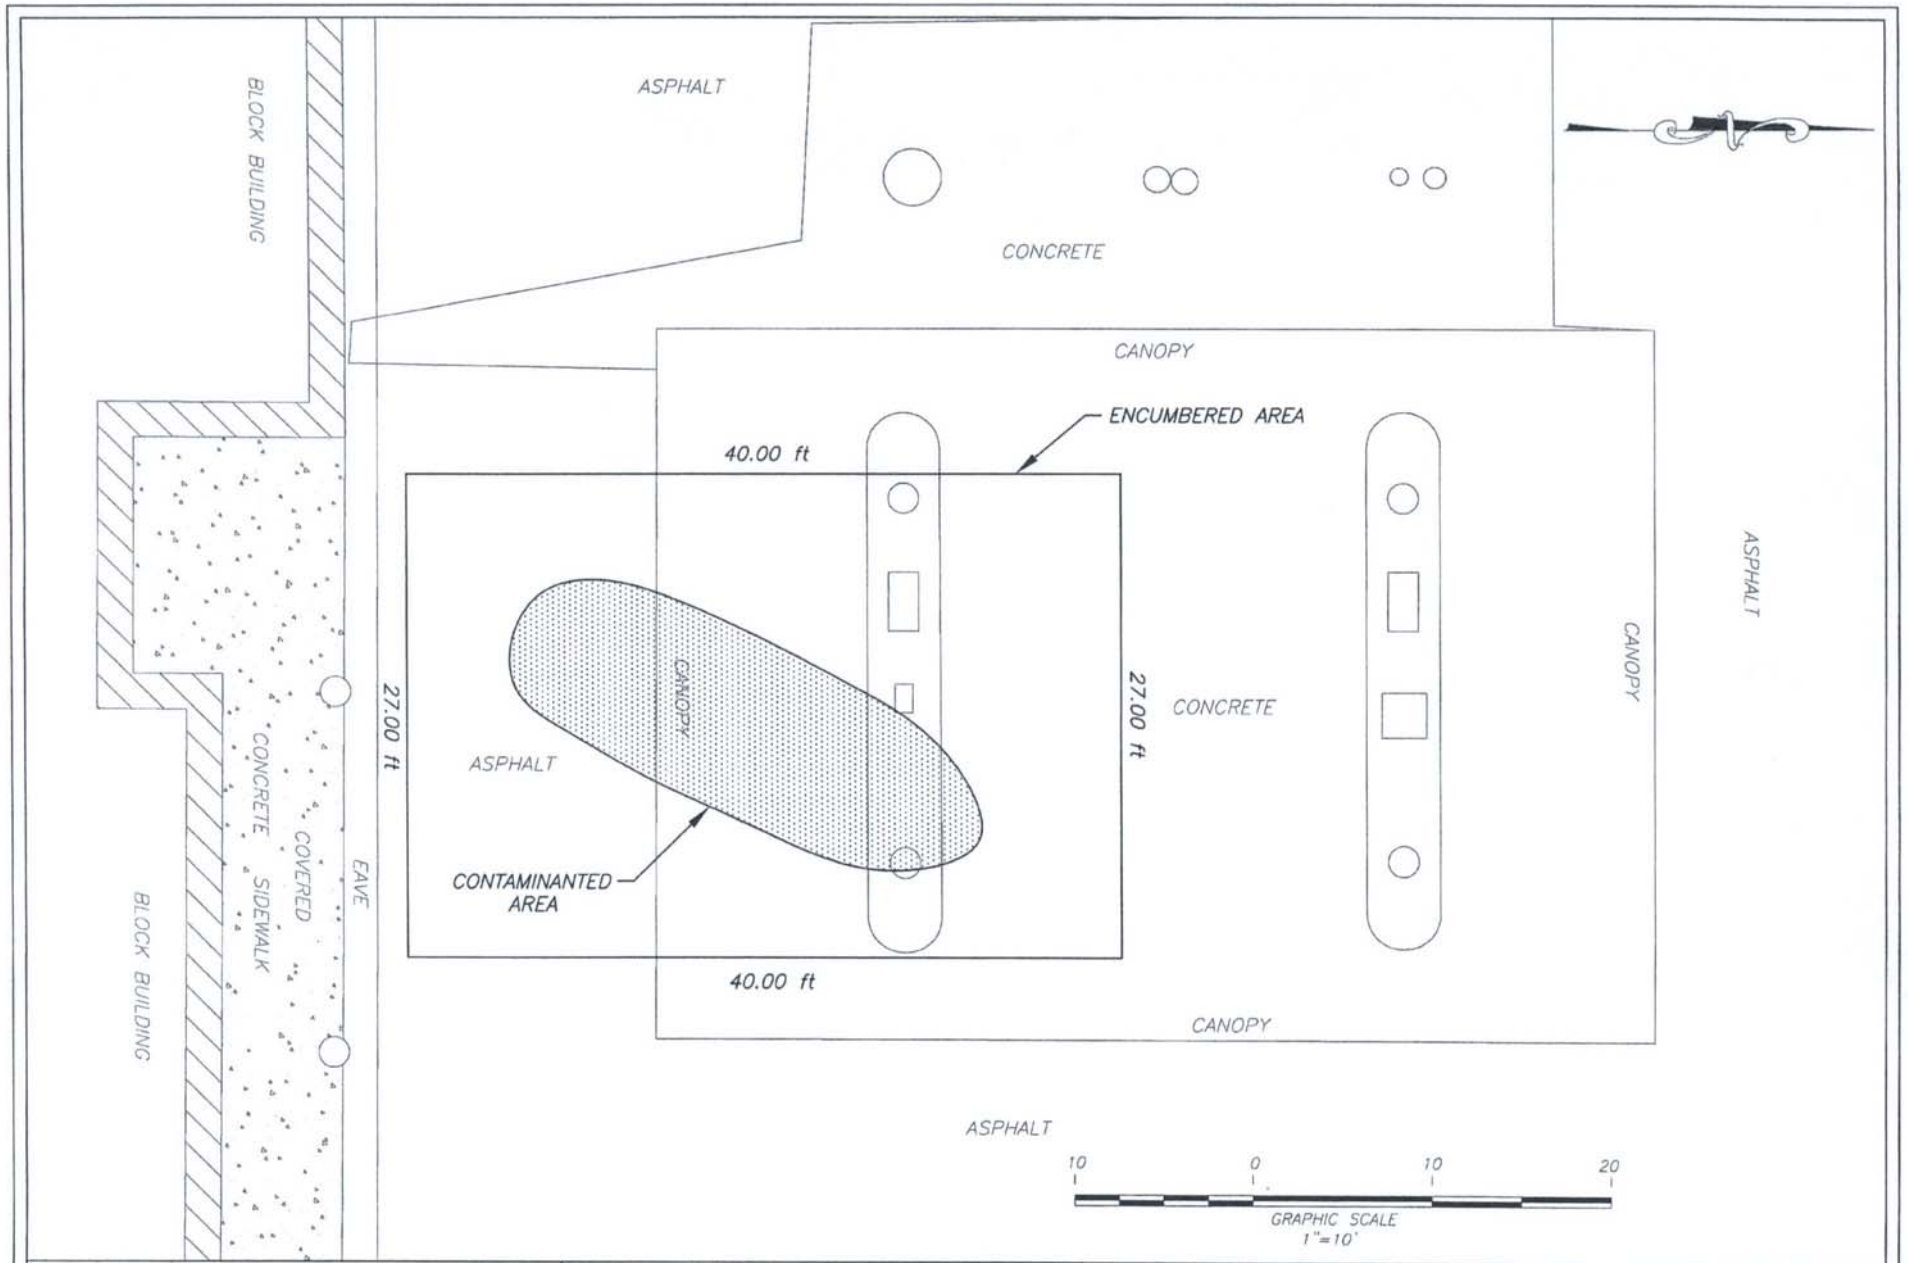 BLOCK BUILDING
ASPHALT
CONCRETE
CANOPY
ENCUMBERED AREA
40.00 ft
ASPHALT
CANOPY
CANOPY
27.00 ft
27.00 ft
CONCRETE
ASPHALT
CONTAMINANTED
AREA
CONCRETE SIDEWALK
COVERED
EAVE
BLOCK BUILDING
40.00 ft
CANOPY
ASPHALT
10 0 10 20
GRAPHIC SCALE
1"=10'